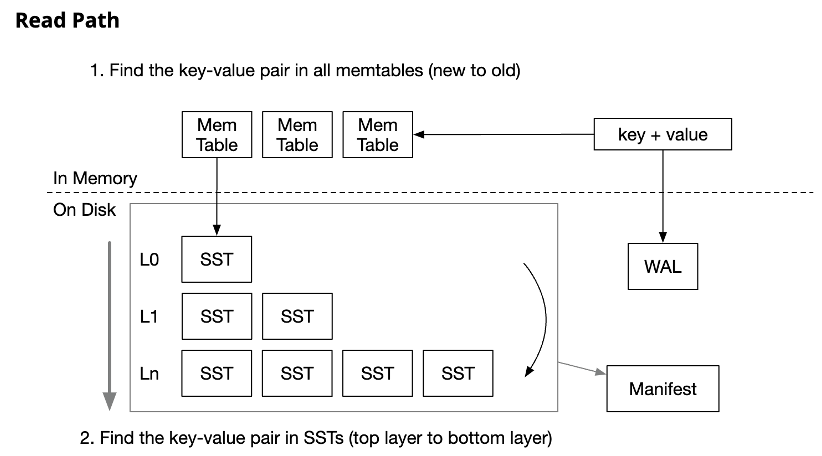 Read Path
1. Find the key-value pair in all memtables (new to old)
Mem
Table
Mem
Table
Mem
Table
key + value
In Memory
On Disk
L0
SST
WAL
L1
SST
SST
Ln
SST
SST
SST
SST
Manifest
2. Find the key-value pair in SSTs (top layer to bottom layer)